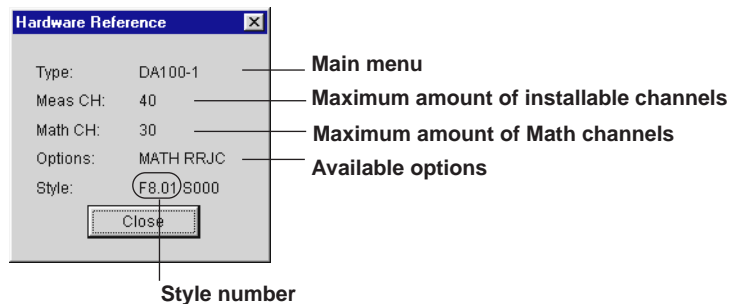 Hardware Reference
Type: DA100-1 Main menu
Meas CH: 40 Maximum amount of installable channels
Math CH: 30 Maximum amount of Math channels
Options: MATH RRJC Available options
Style: F8.01 S000
Close
Style number